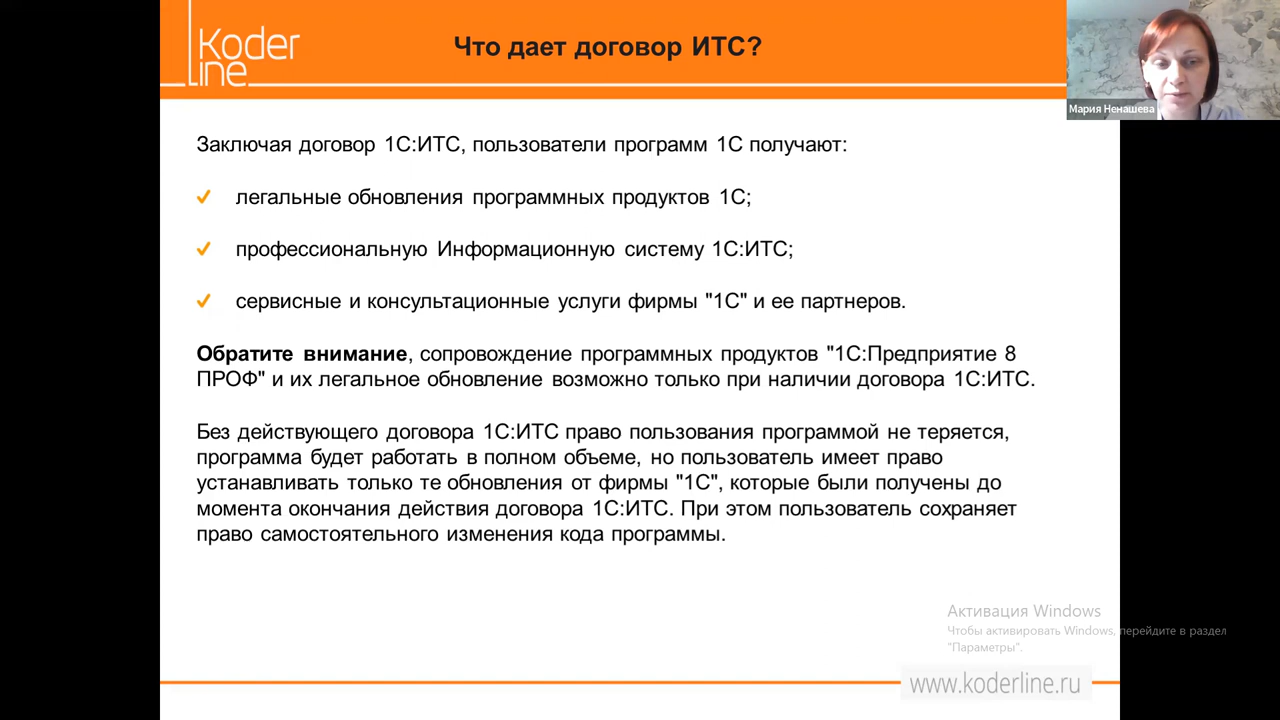 Koder
line
Что дает договор ИТС?
Мария Ненашева
Заключая договор 1С:ИТС, пользователи программ 1С получают:
легальные обновления программных продуктов 1С;
профессиональную Информационную систему 1С:ИТС;
сервисные и консультационные услуги фирмы "1С" и ее партнеров.
Обратите внимание, сопровождение программных продуктов "1С:Предприятие 8
ПРОФ" и их легальное обновление возможно только при наличии договора 1С:ИТС.
Без действующего договора 1С:ИТС право пользования программой не теряется,
программа будет работать в полном объеме, но пользователь имеет право
устанавливать только те обновления от фирмы "1С", которые были получены до
момента окончания действия договора 1С:ИТС. При этом пользователь сохраняет
право самостоятельного изменения кода программы.
Активация Windows
Чтобы активировать Windows, перейдите в раздел
"Параметры".
www.koderline.ru